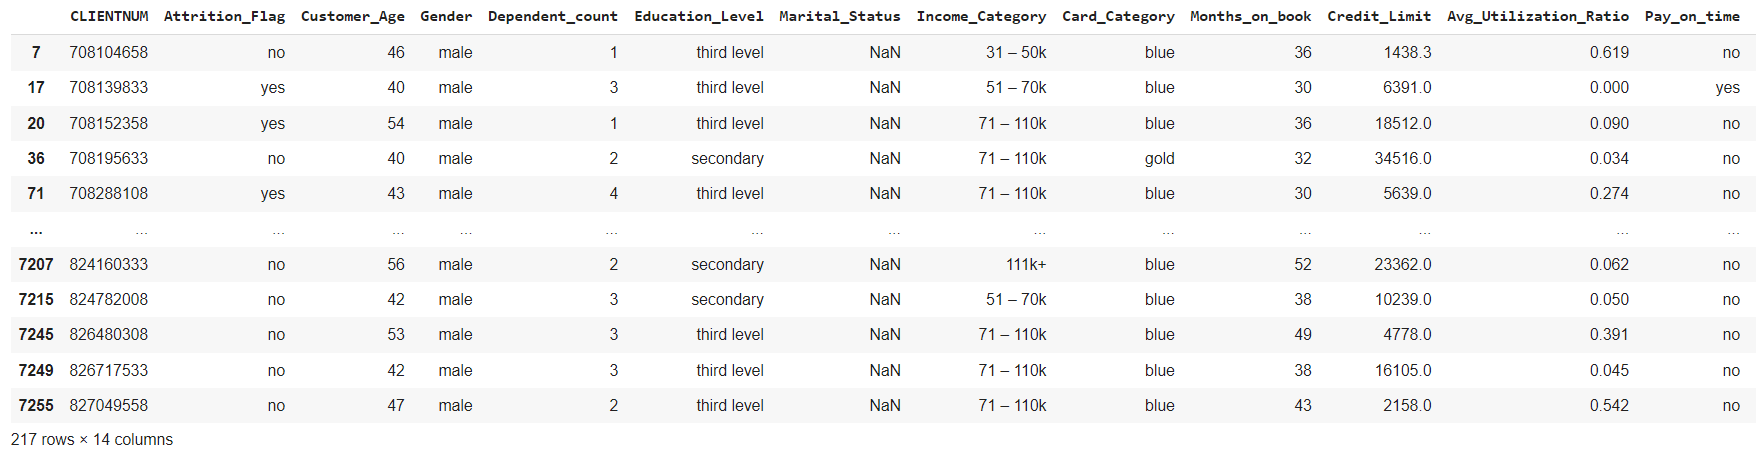 CLIENTNUM Attrition_Flag Customer_Age Gender Dependent_count Education_Level Marital_Status Income_Category Card_Category Months_on_book Credit_Limit Avg_Utilization_Ratio Pay_on_time
7 708104658 no 46 male 1 third level NaN 31 – 50k blue 36 1438.3 0.619 no
17 708139833 yes 40 male 3 third level NaN 51 – 70k blue 30 6391.0 0.000 yes
20 708152358 yes 54 male 1 third level NaN 71 – 110k blue 36 18512.0 0.090 no
36 708195633 no 40 male 2 secondary NaN 71 – 110k gold 32 34516.0 0.034 no
71 708288108 yes 43 male 4 third level NaN 71 – 110k blue 30 5639.0 0.274 no
... ... ... ... ... ... ... ... ... ... ... ... ... ...
7207 824160333 no 56 male 2 secondary NaN 111k+ blue 52 23362.0 0.062 no
7215 824782008 no 42 male 3 secondary NaN 51 – 70k blue 38 10239.0 0.050 no
7245 826480308 no 53 male 3 third level NaN 71 – 110k blue 49 4778.0 0.391 no
7249 826717533 no 42 male 3 third level NaN 71 – 110k blue 38 16105.0 0.045 no
7255 827049558 no 47 male 2 third level NaN 71 – 110k blue 43 2158.0 0.542 no
217 rows × 14 columns